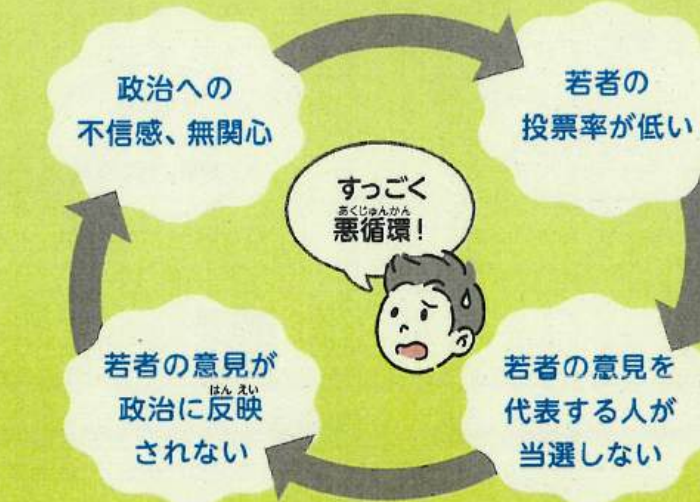 政治への
不信感、無関心
若者の
投票率が低い
すっごく
あくじゅんかん
悪循環!
若者の意見を
代表する人が
当選しない
若者の意見が
はんえい
政治に反映
されない